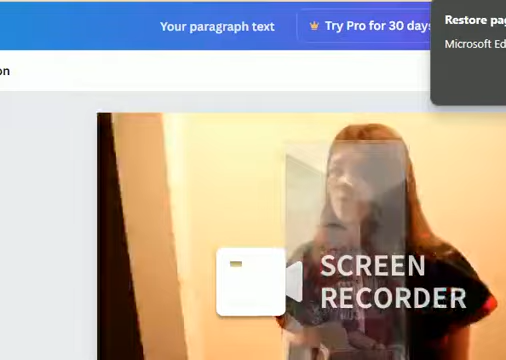 Your paragraph text
Try Pro for 30 days
Restore pag
Microsoft Ed
on
SCREEN
RECORDER